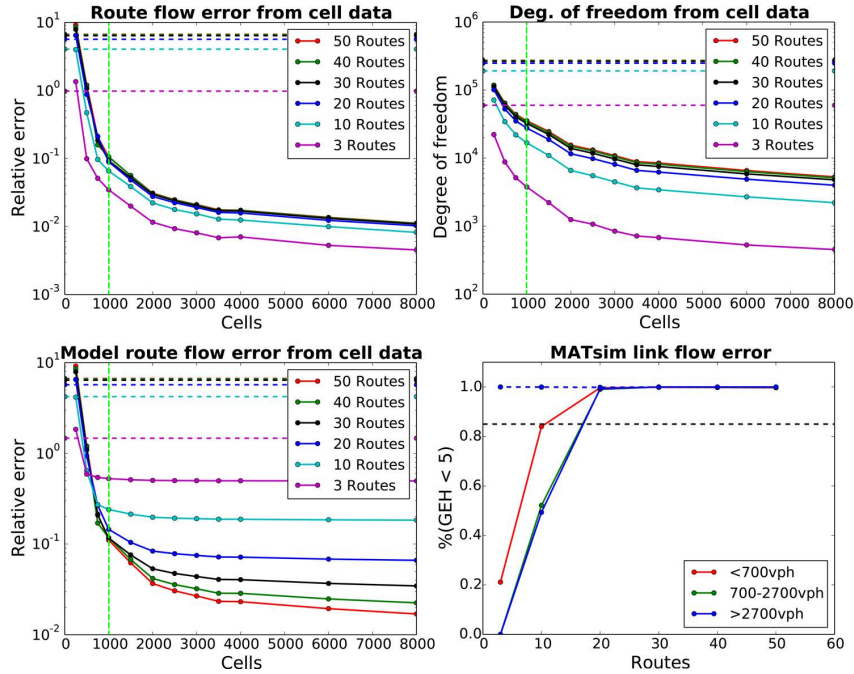 Route flow error from cell data
Relative error
10^1
10^0
10^-1
10^-2
10^-3
0 1000 2000 3000 4000 5000 6000 7000 8000
Cells
50 Routes
40 Routes
30 Routes
20 Routes
10 Routes
3 Routes
Deg. of freedom from cell data
Degree of freedom
10^6
10^5
10^4
10^3
10^2
0 1000 2000 3000 4000 5000 6000 7000 8000
Cells
50 Routes
40 Routes
30 Routes
20 Routes
10 Routes
3 Routes
Model route flow error from cell data
Relative error
10^1
10^0
10^-1
10^-2
0 1000 2000 3000 4000 5000 6000 7000 8000
Cells
50 Routes
40 Routes
30 Routes
20 Routes
10 Routes
3 Routes
MATsim link flow error
%(GEH < 5)
1.0
0.8
0.6
0.4
0.2
0.0
0 10 20 30 40 50 60
Routes
<700vph
700-2700vph
>2700vph